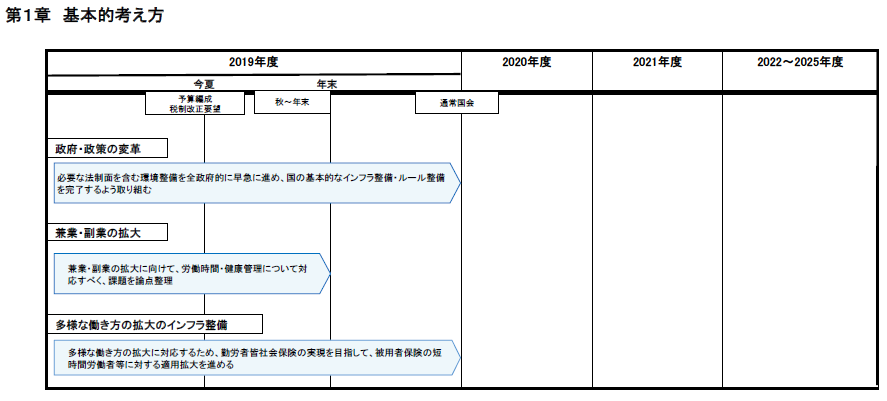 第1章 基本的考え方
2019年度
2020年度
2021年度
2022～2025年度
今夏
年末
予算編成
税制改正要望
秋～年末
通常国会
政府・政策の変革
必要な法制面を含む環境整備を全政府的に早急に進め、国の基本的なインフラ整備・ルール整備
を完了するよう取り組む
兼業・副業の拡大
兼業・副業の拡大に向けて、労働時間・健康管理について対
応すべく、課題を論点整理
多様な働き方の拡大のインフラ整備
多様な働き方の拡大に対応するため、勤労者皆社会保険の実現を目指して、被用者保険の短
時間労働者等に対する適用拡大を進める